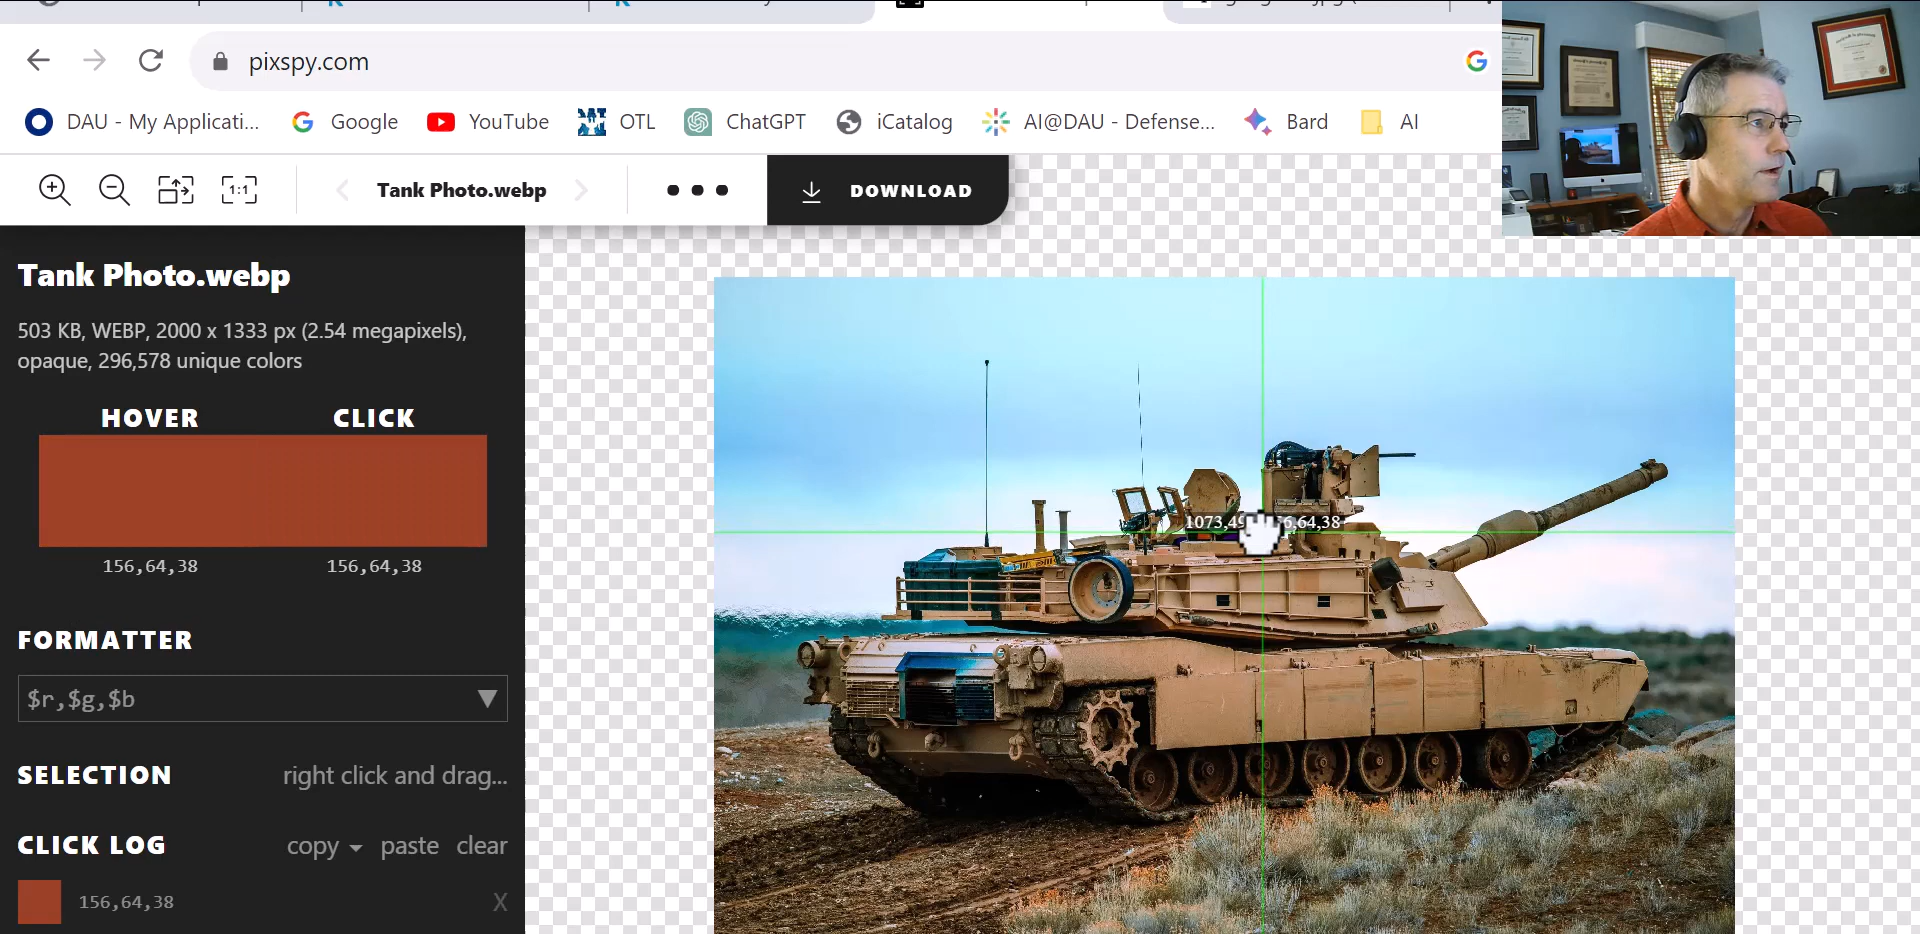 pixspy.com
DAU - My Applicati... Google YouTube OTL ChatGPT iCatalog AI@DAU - Defense... Bard AI
1:1 Tank Photo.webp DOWNLOAD
Tank Photo.webp
503 KB, WEBP, 2000 x 1333 px (2.54 megapixels),
opaque, 296,578 unique colors
HOVER CLICK
156,64,38 156,64,38
FORMATTER
$r,$g,$b
SELECTION right click and drag...
CLICK LOG copy paste clear
156,64,38 X